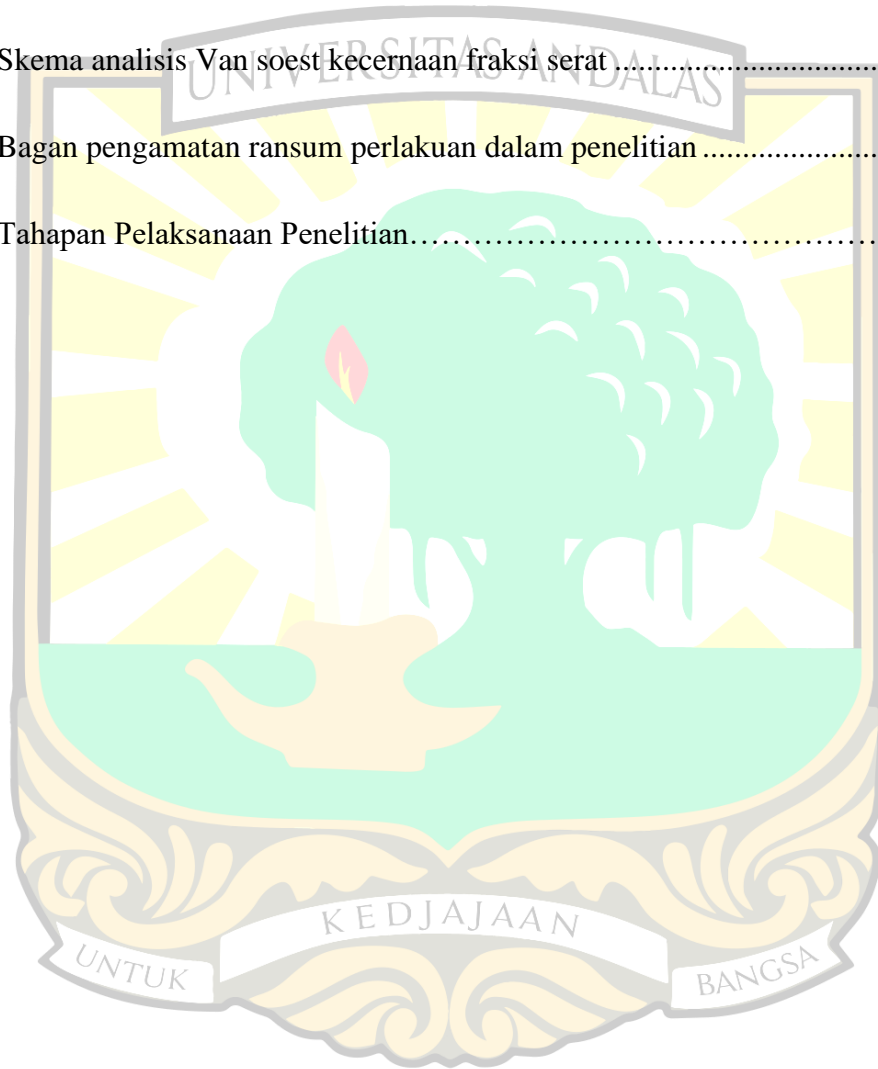 Skema analisis Van soest kecernaan fraksi serat ................................
UNIVERSITAS ANDALAS
Bagan pengamatan ransum perlakuan dalam penelitian .....................
Tahapan Pelaksanaan Penelitian……………………………………………
KEDJAJAAN
UNTUK BANGSA